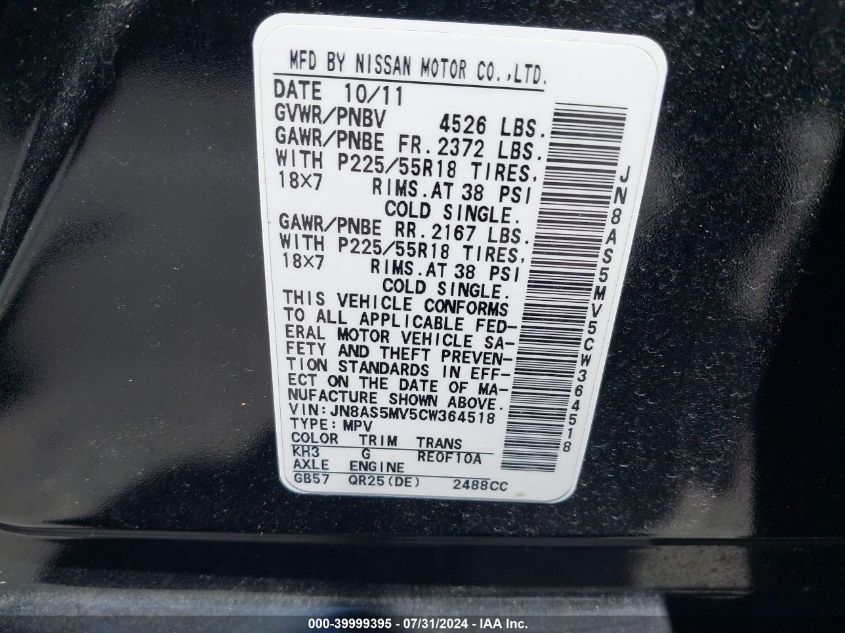 MFD BY NISSAN MOTOR CO.,LTD.
DATE 10/11
GVWR/PNBV 4526 LBS.
GAWR/PNBE FR. 2372 LBS.
WITH P225/55R18 TIRES,
18×7 RIMS. AT 38 PSI
COLD SINGLE.
GAWR/PNBE RR. 2167 LBS.
WITH P225/55R18 TIRES,
18×7 RIMS. AT 38 PSI
COLD SINGLE.
THIS VEHICLE CONFORMS
TO ALL APPLICABLE FED-
ERAL MOTOR VEHICLE SA-
FETY AND THEFT PREVEN-
TION STANDARDS IN EFF-
ECT ON THE DATE OF MA-
NUFACTURE SHOWN ABOVE.
VIN: JN8AS5MV5CW364518
TYPE: MPV
COLOR TRIM TRANS
KH3 G RE0F10A
AXLE ENGINE
GB57 QR25(DE) 2488CC
JN8AS5MV5CW364518
000-39999395 - 07/31/2024 - IAA Inc.